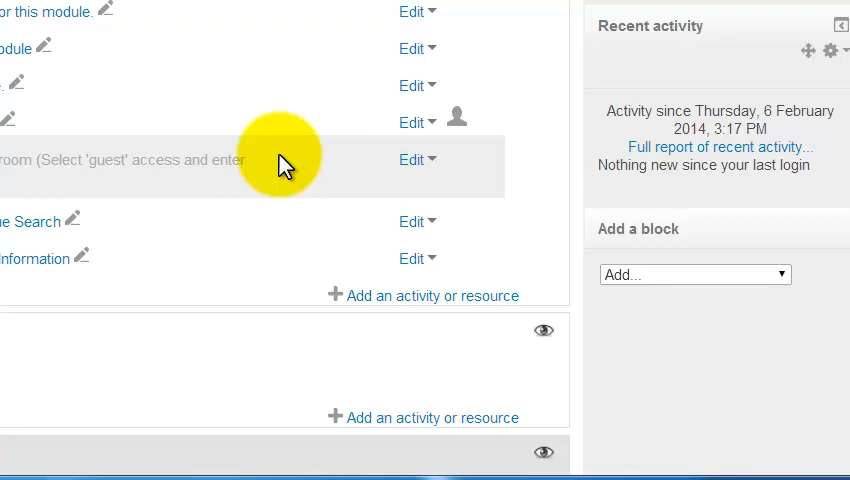 or this module. Edit
odule Edit
Edit
Edit
room (Select 'guest' access and enter Edit
ue Search Edit
Information Edit
Add an activity or resource
Add an activity or resource
Recent activity
Activity since Thursday, 6 February
2014, 3:17 PM
Full report of recent activity...
Nothing new since your last login
Add a block
Add...